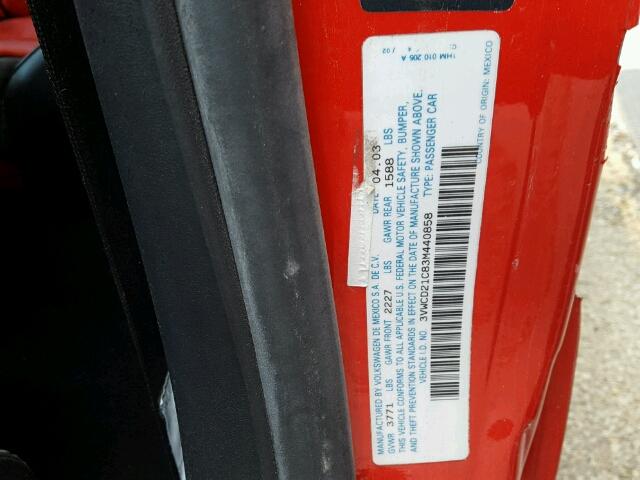 MANUFACTURED BY VOLKSWAGEN DE MEXICO S.A. DE C.V. DATE 04.03
GVWR 3771 LBS GAWR FRONT 2227 LBS GAWR REAR 1588 LBS
THIS VEHICLE CONFORMS TO ALL APPLICABLE U.S. FEDERAL MOTOR VEHICLE SAFETY, BUMPER,
AND THEFT PREVENTION STANDARDS IN EFFECT ON THE DATE OF MANUFACTURE SHOWN ABOVE.
VEHICLE I.D. NO. 3VWCD21C83M440858 TYPE: PASSENGER CAR
COUNTRY OF ORIGIN: MEXICO
1HM 010 205 A